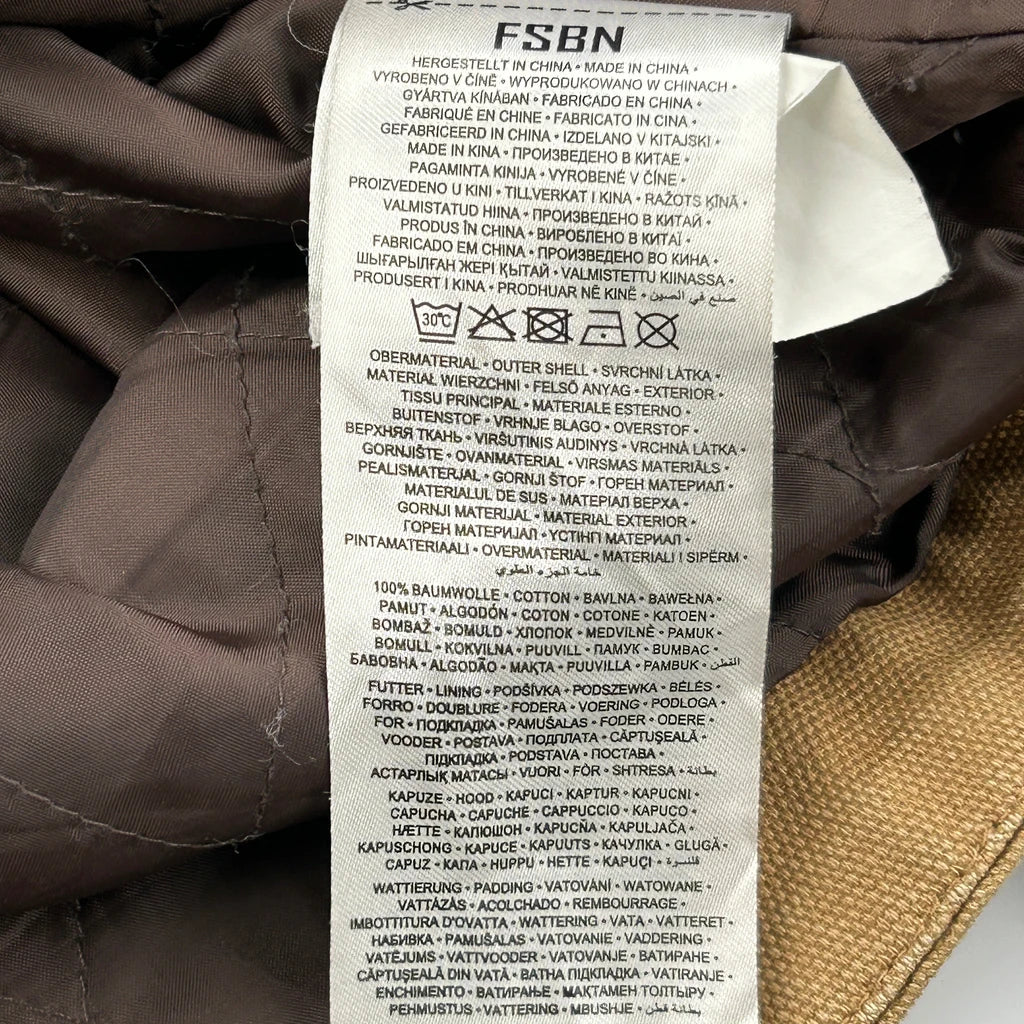 FSBN
HERGESTELLT IN CHINA • MADE IN CHINA •
VYROBENO V ČÍNĚ • WYPRODUKOWANO W CHINACH •
GYÁRTVA KÍNÁBAN • FABRICADO EN CHINA •
FABRIQUÉ EN CHINE • FABBRICATO IN CINA •
GEFABRICEERD IN CHINA • IZDELANO V KITAJSKI •
MADE IN KINA • ПРОИЗВЕДЕНО В КИТАЕ •
PAGAMINTA KINIJA • VYROBENÉ V ČÍNE •
PROIZVEDENO U KINI • TILLVERKAT I KINA • RAŽOTS ĶĪNĀ •
VALMISTATUD HIINA • ПРОИЗВЕДЕНО В КИТАЙ •
PRODUS ÎN CHINA • ВИРОБЛЕНО В КИТАЇ •
FABRICADO EM CHINA • ПРОИЗВЕДЕНО ВО КИНА •
ШЫҒАРЫЛҒАН ЖЕРІ ҚЫТАЙ • VALMISTETTU KIINASSA •
PRODUSERT I KINA • PRODHUAR NË KINË • صنع في الصين •
30°C
OBERMATERIAL • OUTER SHELL • SVRCHNÍ LÁTKA •
MATERIAŁ WIERZCHNI • FELSŐ ANYAG • EXTERIOR •
TISSU PRINCIPAL • MATERIALE ESTERNO •
BUITENSTOF • VRHNJE BLAGO • OVERSTOF •
ВЕРХНЯЯ ТКАНЬ • VIRŠUTINIS AUDINYS • VRCHNÁ LÁTKA •
GORNJIŠTE • OVANMATERIAL • VIRSMAS MATERIĀLS •
PEALISMATERJAL • GORNJI ŠTOF • ГОРЕН МАТЕРИАЛ •
MATERIALUL DE SUS • МАТЕРІАЛ ВЕРХА •
GORNJI MATERIJAL • MATERIAL EXTERIOR •
ГОРЕН МАТЕРИЈАЛ • ҮСТІҢГІ МАТЕРИАЛ •
PINTAMATERIAALI • OVERMATERIAL • MATERIALI I SIPËRM •
خامة الجزء العلوي •
100% BAUMWOLLE • COTTON • BAVLNA • BAWEŁNA •
PAMUT • ALGODÓN • COTON • COTONE • KATOEN •
BOMBAŽ • BOMULD • ХЛОПОК • MEDVILNĖ • PAMUK •
BOMULL • KOKVILNA • PUUVILL • ПАМУК • BUMBAC •
БАВОВНА • ALGODÃO • МАҚТА • PUUVILLA • PAMBUK • القطن •
FUTTER • LINING • PODŠÍVKA • PODSZEWKA • BÉLÉS •
FORRO • DOUBLURE • FODERA • VOERING • PODLOGA •
FOR • ПОДКЛАДКА • PAMUŠALAS • FODER • ODERE •
VOODER • POSTAVA • ПОДПЛАТА • CĂPTUȘEALĂ •
ПІДКЛАДКА • PODSTAVA • ПОСТАВА •
АСТАРЛЫҚ МАТАСЫ • VUORI • FÔR • SHTRESA • بطانة •
KAPUZE • HOOD • KAPUCI • KAPTUR • KAPUCNI •
CAPUCHA • CAPUCHE • CAPPUCCIO • KAPUCO •
HÆTTE • КАПЮШОН • KAPUCŇA • KAPULJAČA •
KAPUSCHONG • KAPUCE • KAPUUTS • КАЧУЛКА • GLUGĂ •
CAPUZ • КАПА • HUPPU • HETTE • KAPUÇI • قلنسوة •
WATTIERUNG • PADDING • VATOVÁNÍ • WATOWANE •
VATTÁZÁS • ACOLCHADO • REMBOURRAGE •
IMBOTTITURA D'OVATTA • WATTERING • VATA • VATTERET •
НАБИВКА • PAMUŠALAS • VATOVANIE • VADDERING •
VATĒJUMS • VATTVOODER • VATOVANJE • ВАТИРАНЕ •
CĂPTUȘEALĂ DIN VATĂ • ВАТНА ПІДКЛАДКА • VATIRANJE •
ENCHIMENTO • ВАТИРАЊЕ • МАҚТАМЕН ТОЛТЫРУ •
PEHMUSTUS • VATTERING • MBUSHJE • بطانة قطن •